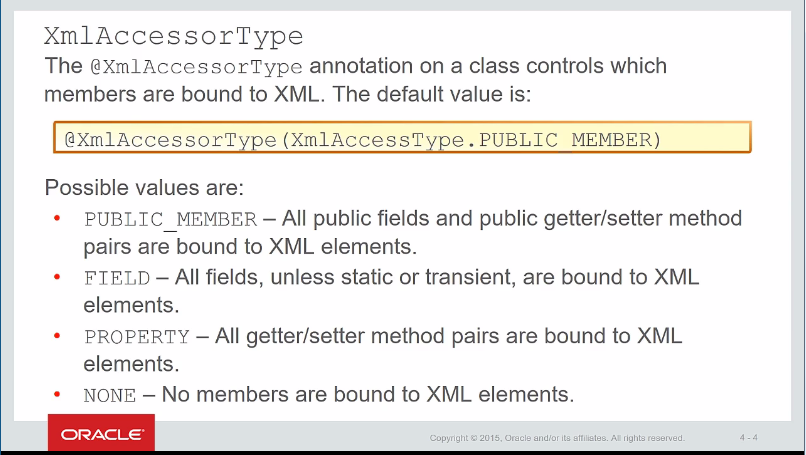 XmlAccessorType
The @XmlAccessorType annotation on a class controls which
members are bound to XML. The default value is:
@XmlAccessorType(XmlAccessType.PUBLIC_MEMBER)
Possible values are:
• PUBLIC_MEMBER – All public fields and public getter/setter method
pairs are bound to XML elements.
• FIELD – All fields, unless static or transient, are bound to XML
elements.
• PROPERTY – All getter/setter method pairs are bound to XML
elements.
• NONE – No members are bound to XML elements.
ORACLE®
Copyright © 2015, Oracle and/or its affiliates. All rights reserved.
4 - 4